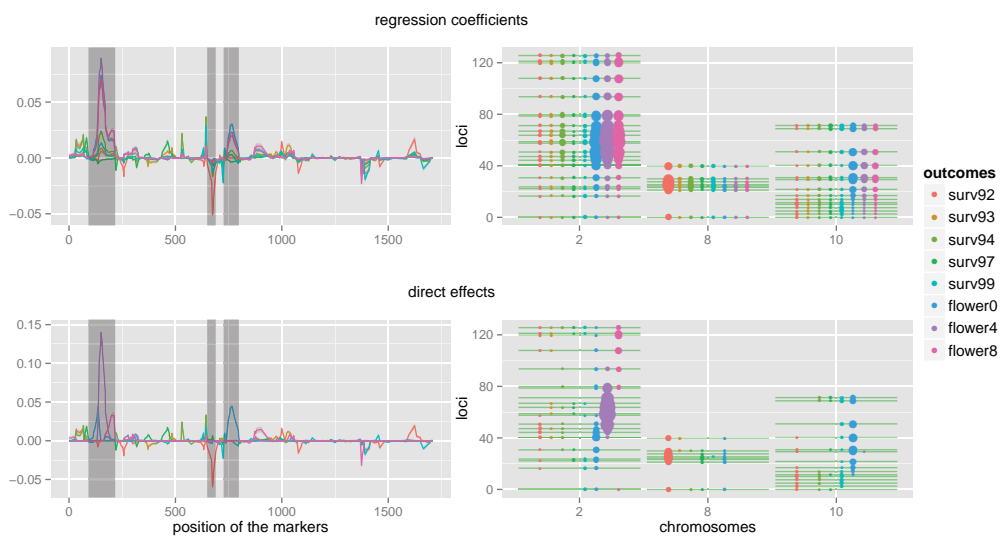 regression coefficients
0.05
0.00
−0.05
0
500
1000
1500
loci
120
80
40
0
2
8
10
outcomes
surv92
surv93
surv94
surv97
surv99
flower0
flower4
flower8
direct effects
0.15
0.10
0.05
0.00
−0.05
0
500
1000
1500
position of the markers
loci
120
80
40
0
2
8
10
chromosomes